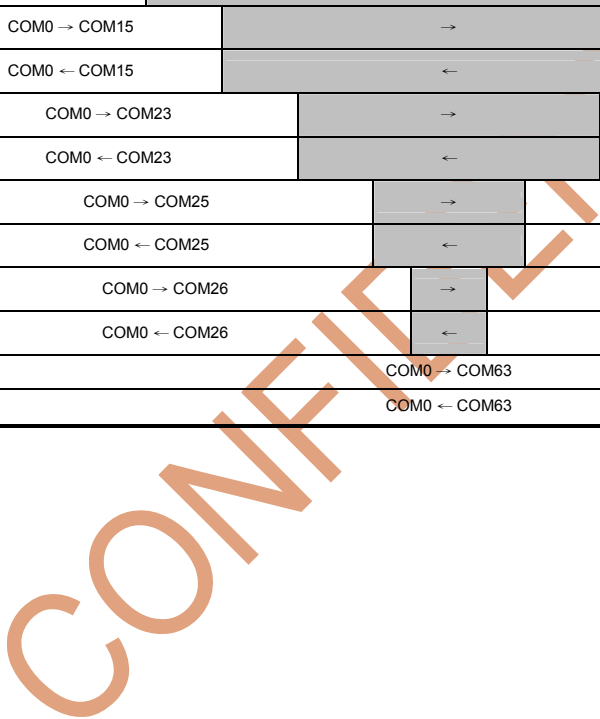 COM0 → COM15 →
COM0 ← COM15 ←
COM0 → COM23 →
COM0 ← COM23 ←
COM0 → COM25 →
COM0 ← COM25 ←
COM0 → COM26 →
COM0 ← COM26 ←
COM0 → COM63
COM0 ← COM63